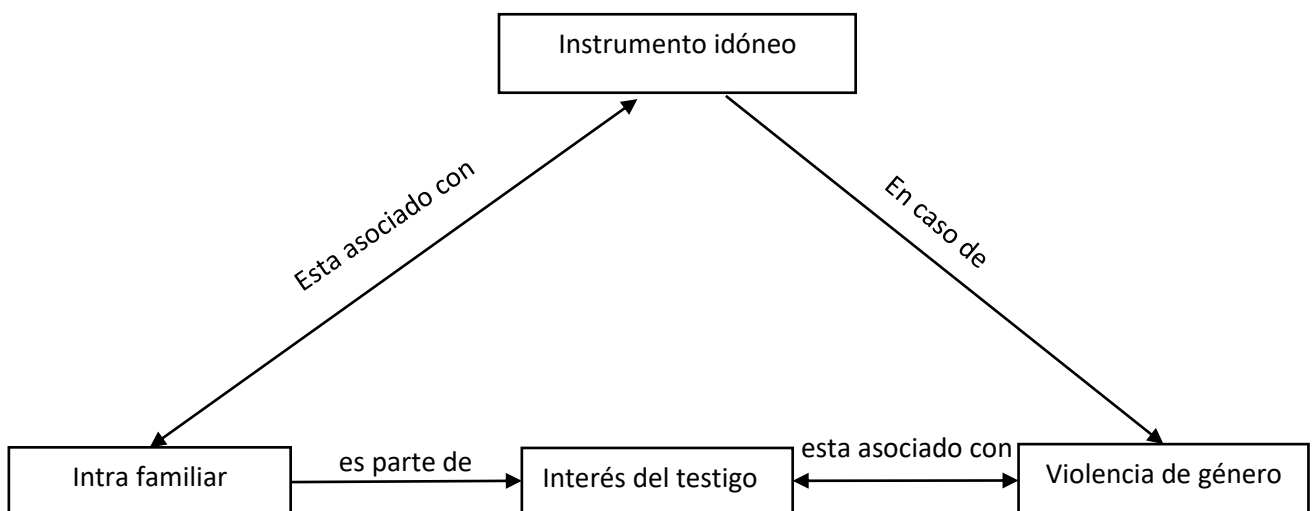 Instrumento idóneo
Esta asociado con
En caso de
Intra familiar
es parte de
Interés del testigo
esta asociado con
Violencia de género